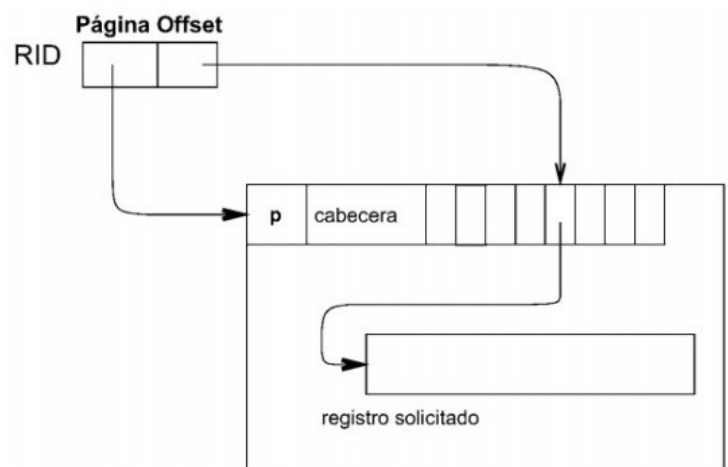 Página Offset
RID
p cabecera
registro solicitado